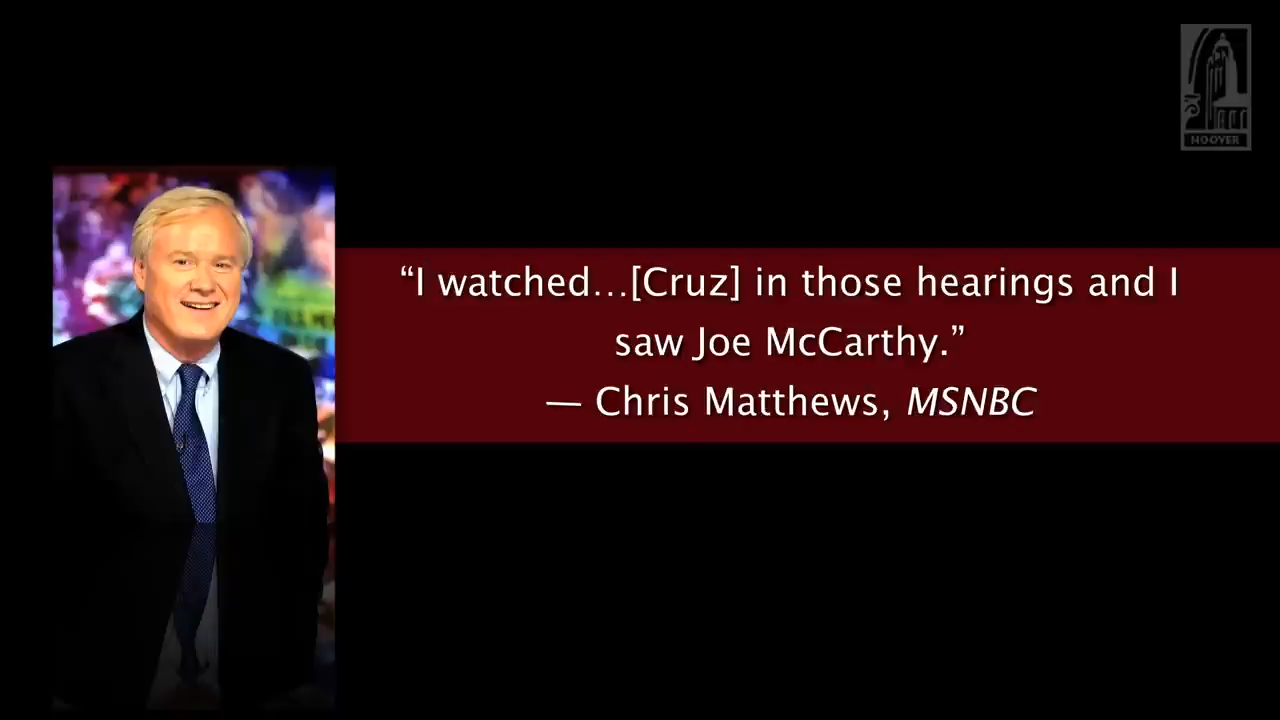 HOOVER
“I watched…[Cruz] in those hearings and I
saw Joe McCarthy.”
— Chris Matthews, MSNBC